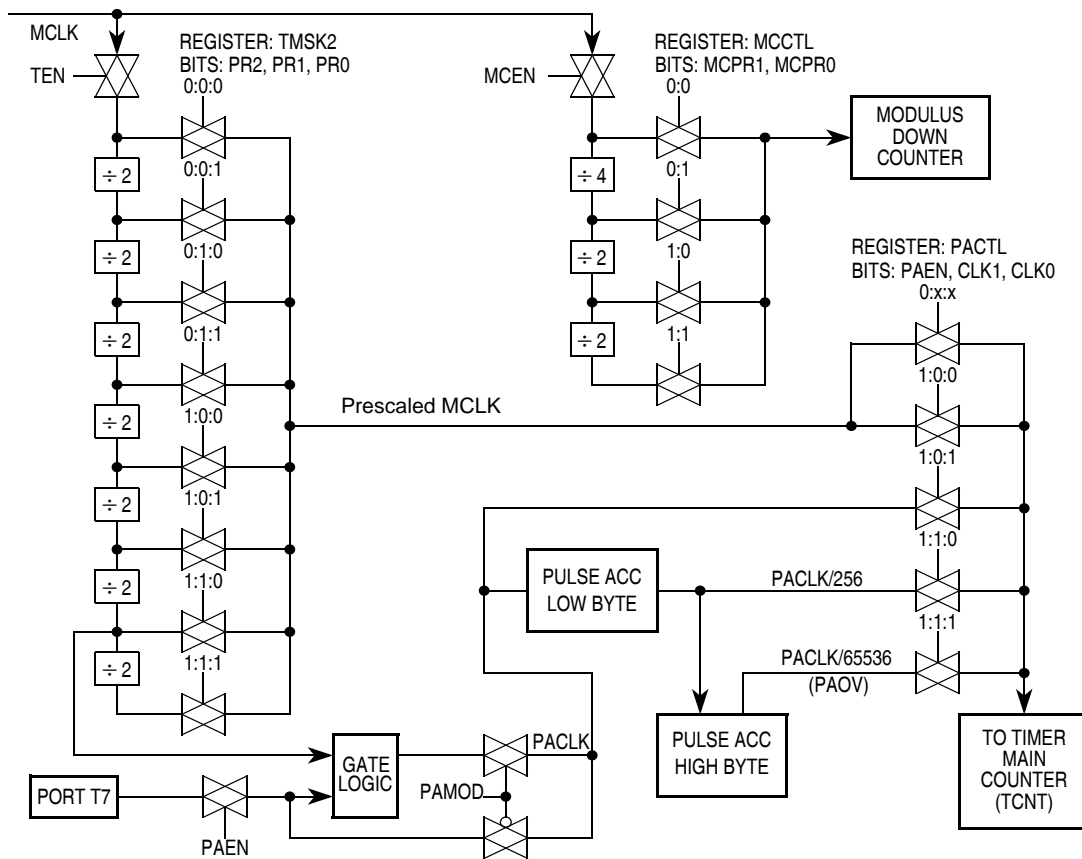 MCLK
REGISTER: TMSK2
BITS: PR2, PR1, PR0
TEN
0:0:0
0:0:1
0:1:0
0:1:1
1:0:0
1:0:1
1:1:0
1:1:1
÷ 2
÷ 2
÷ 2
÷ 2
÷ 2
÷ 2
÷ 2
REGISTER: MCCTL
BITS: MCPR1, MCPR0
MCEN
0:0
0:1
1:0
1:1
÷ 4
÷ 2
÷ 2
MODULUS
DOWN
COUNTER
REGISTER: PACTL
BITS: PAEN, CLK1, CLK0
0:x:x
1:0:0
1:0:1
1:1:0
1:1:1
Prescaled MCLK
PULSE ACC
LOW BYTE
PACLK/256
PACLK/65536
(PAOV)
PULSE ACC
HIGH BYTE
TO TIMER
MAIN
COUNTER
(TCNT)
GATE
LOGIC
PACLK
PAMOD
PORT T7
PAEN